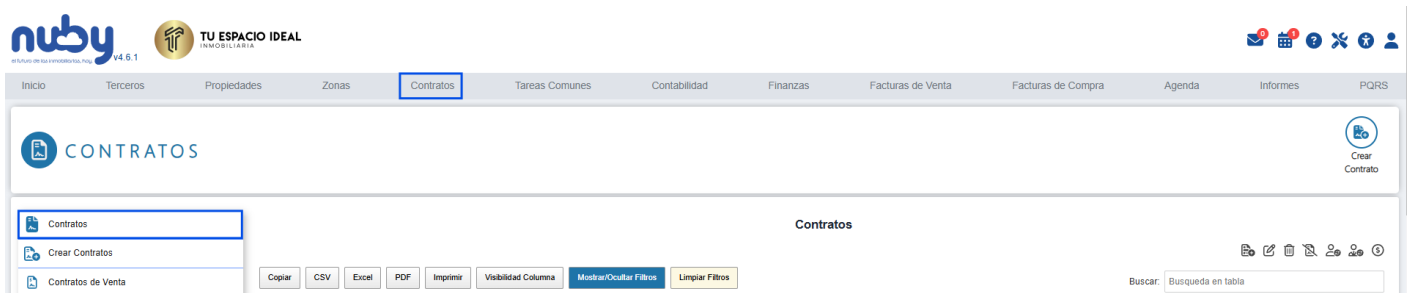 nuby
el futuro de las inmobiliarias, hoy.
v4.6.1
TU ESPACIO IDEAL
INMOBILIARIA
0
1
Inicio Terceros Propiedades Zonas Contratos Tareas Comunes Contabilidad Finanzas Facturas de Venta Facturas de Compra Agenda Informes PQRS
CONTRATOS
Crear
Contrato
Contratos
Crear Contratos
Contratos de Venta
Contratos
Copiar CSV Excel PDF Imprimir Visibilidad Columna Mostrar/Ocultar Filtros Limpiar Filtros
Buscar: Busqueda en tabla